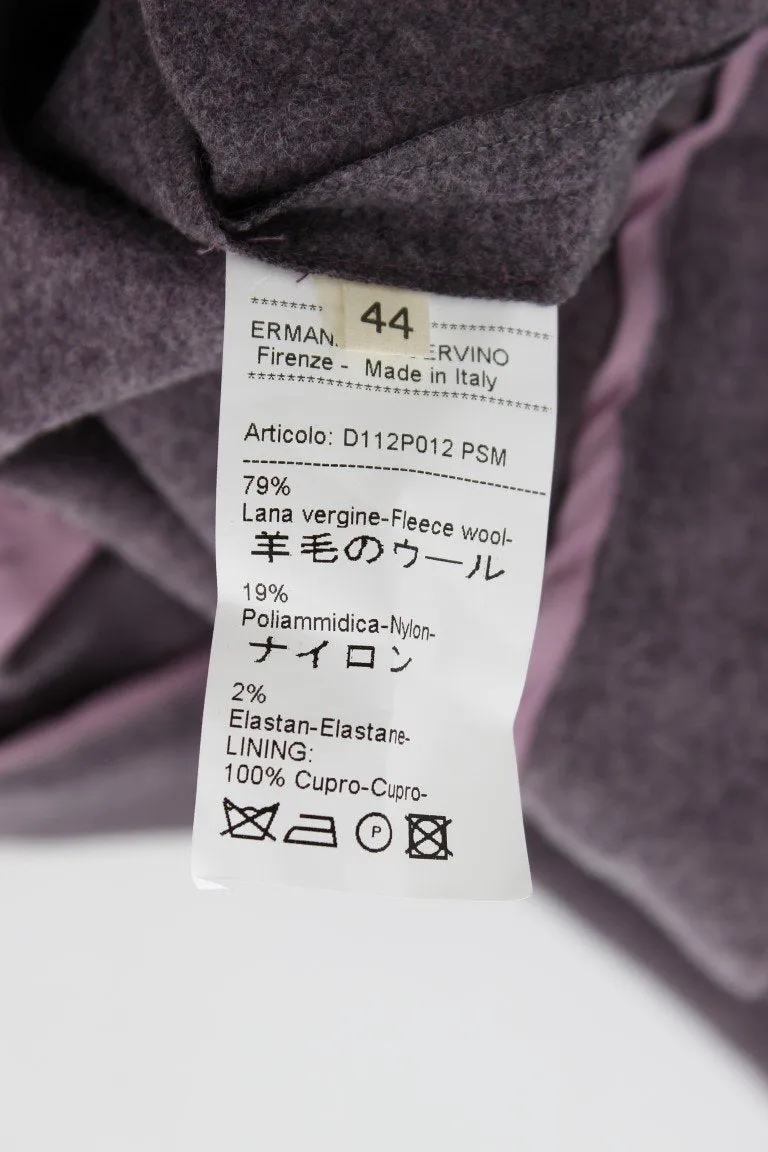 44
*******
****************
ERMAN ERVINO
Firenze - Made in Italy
****************************************
Articolo: D112P012 PSM
--------------------------------------------------
79%
Lana vergine-Fleece wool-
羊毛のウール
19%
Poliammidica-Nylon-
ナイロン
2%
Elastan-Elastane-
LINING:
100% Cupro-Cupro-
P